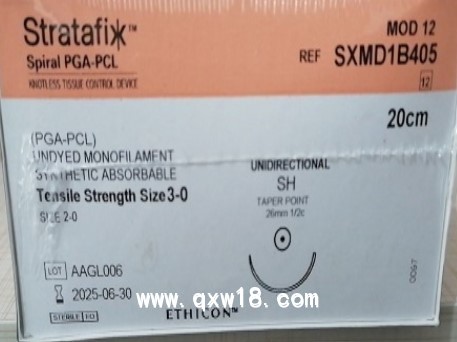 Stratafix™
MOD 12
Spiral PGA-PCL
REF SXMD1B405
KNOTLESS TISSUE CONTROL DEVICE
12
20cm
(PGA-PCL)
UNDYED MONOFILAMENT
SYNTHETIC ABSORBABLE
Tensile Strength Size 3-0
SIZE 2-0
UNIDIRECTIONAL
SH
TAPER POINT
26mm 1/2c
LOT AAGL006
2025-06-30
www.qxw18.com
STERILE EO
ETHICON™
0097